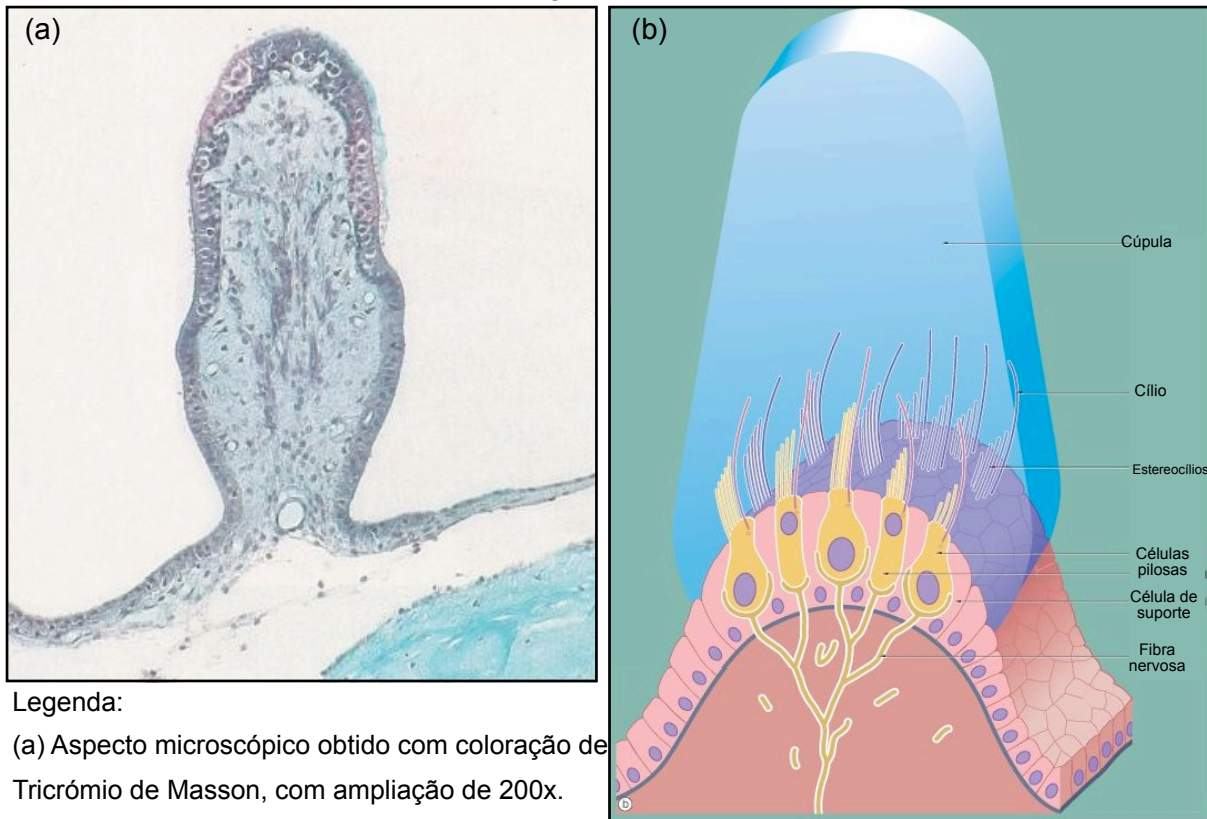 (a)
(b)
Cúpula
Cílio
Estereocílios
Células
pilosas
Célula de
suporte
Fibra
nervosa
b
Legenda:
(a) Aspecto microscópico obtido com coloração de
Tricrómio de Masson, com ampliação de 200x.